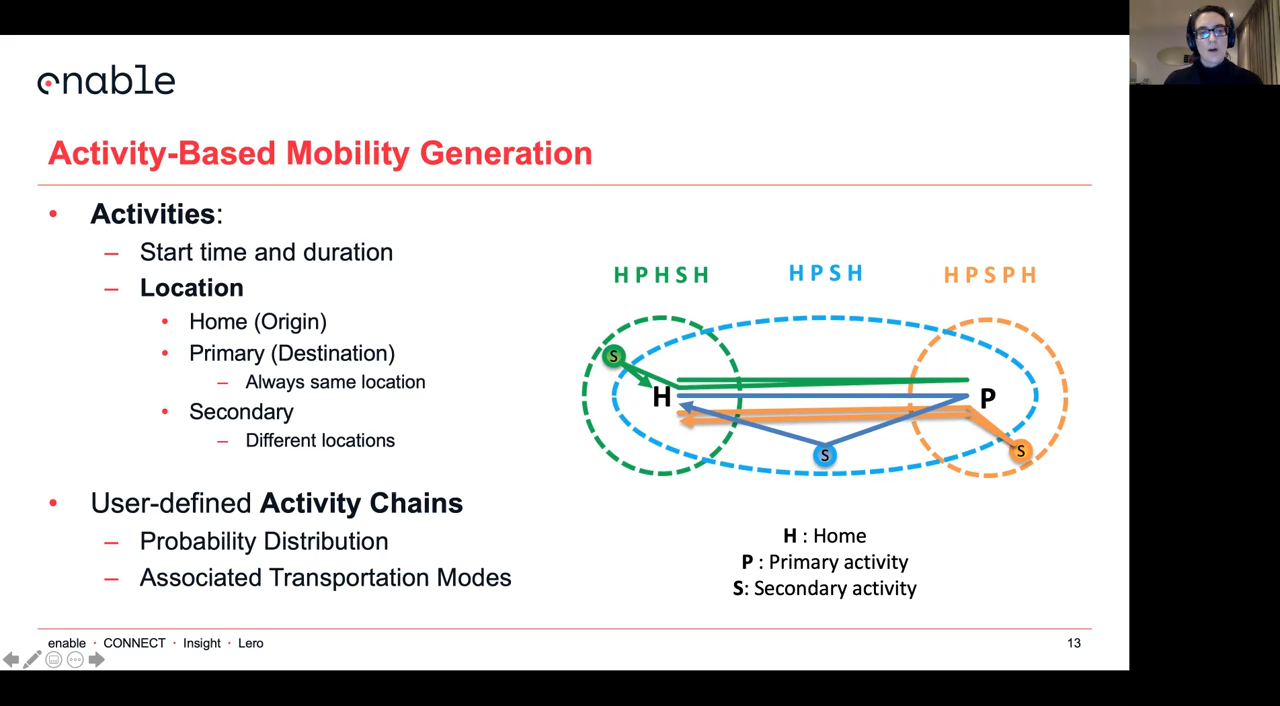 enable
Activity-Based Mobility Generation
• Activities:
– Start time and duration
– Location
• Home (Origin)
• Primary (Destination)
– Always same location
• Secondary
– Different locations
• User-defined Activity Chains
– Probability Distribution
– Associated Transportation Modes
H P H S H
H P S H
H P S P H
S
H
P
S
S
H : Home
P : Primary activity
S: Secondary activity
enable · CONNECT · Insight · Lero
13